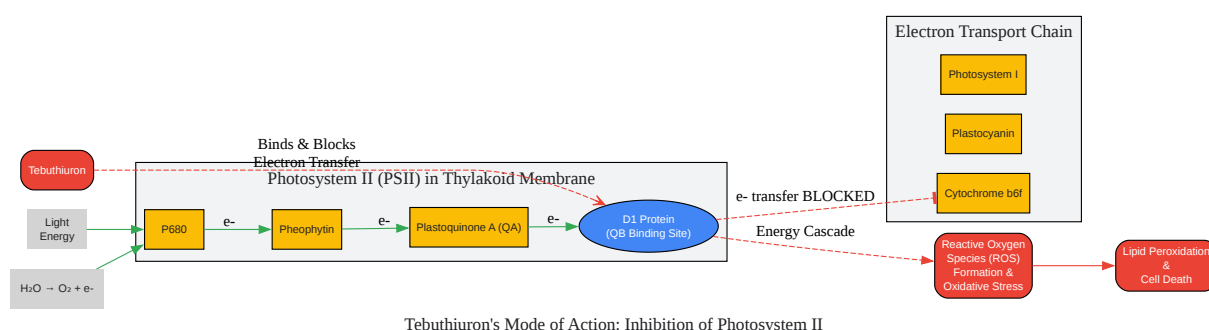 Electron Transport Chain
Photosystem I
Plastocyanin
Cytochrome b6f
Binds & Blocks
Electron Transfer
Tebuthiuron
Photosystem II (PSII) in Thylakoid Membrane
e- transfer BLOCKED
Light
Energy
P680
e-
Pheophytin
e-
Plastoquinone A (QA)
e-
D1 Protein
(QB Binding Site)
Energy Cascade
H₂O → O₂ + e-
Reactive Oxygen
Species (ROS)
Formation &
Oxidative Stress
Lipid Peroxidation
&
Cell Death
Tebuthiuron's Mode of Action: Inhibition of Photosystem II